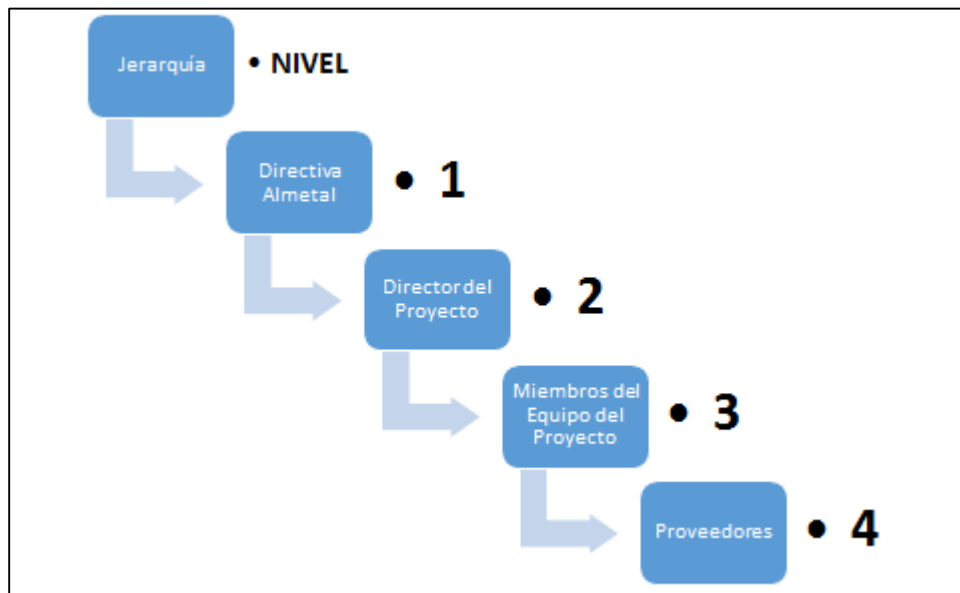 Jerarquía
• NIVEL
Directiva
Almetal
• 1
Director del
Proyecto
• 2
Miembros del
Equipo del
Proyecto
• 3
Proveedores
• 4